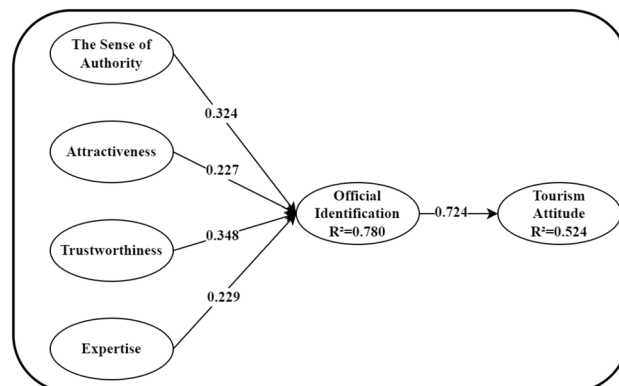 The Sense of
Authority
0.324
Attractiveness
0.227
Official
Identification
R²=0.780
0.724
Tourism
Attitude
R²=0.524
Trustworthiness
0.348
0.229
Expertise